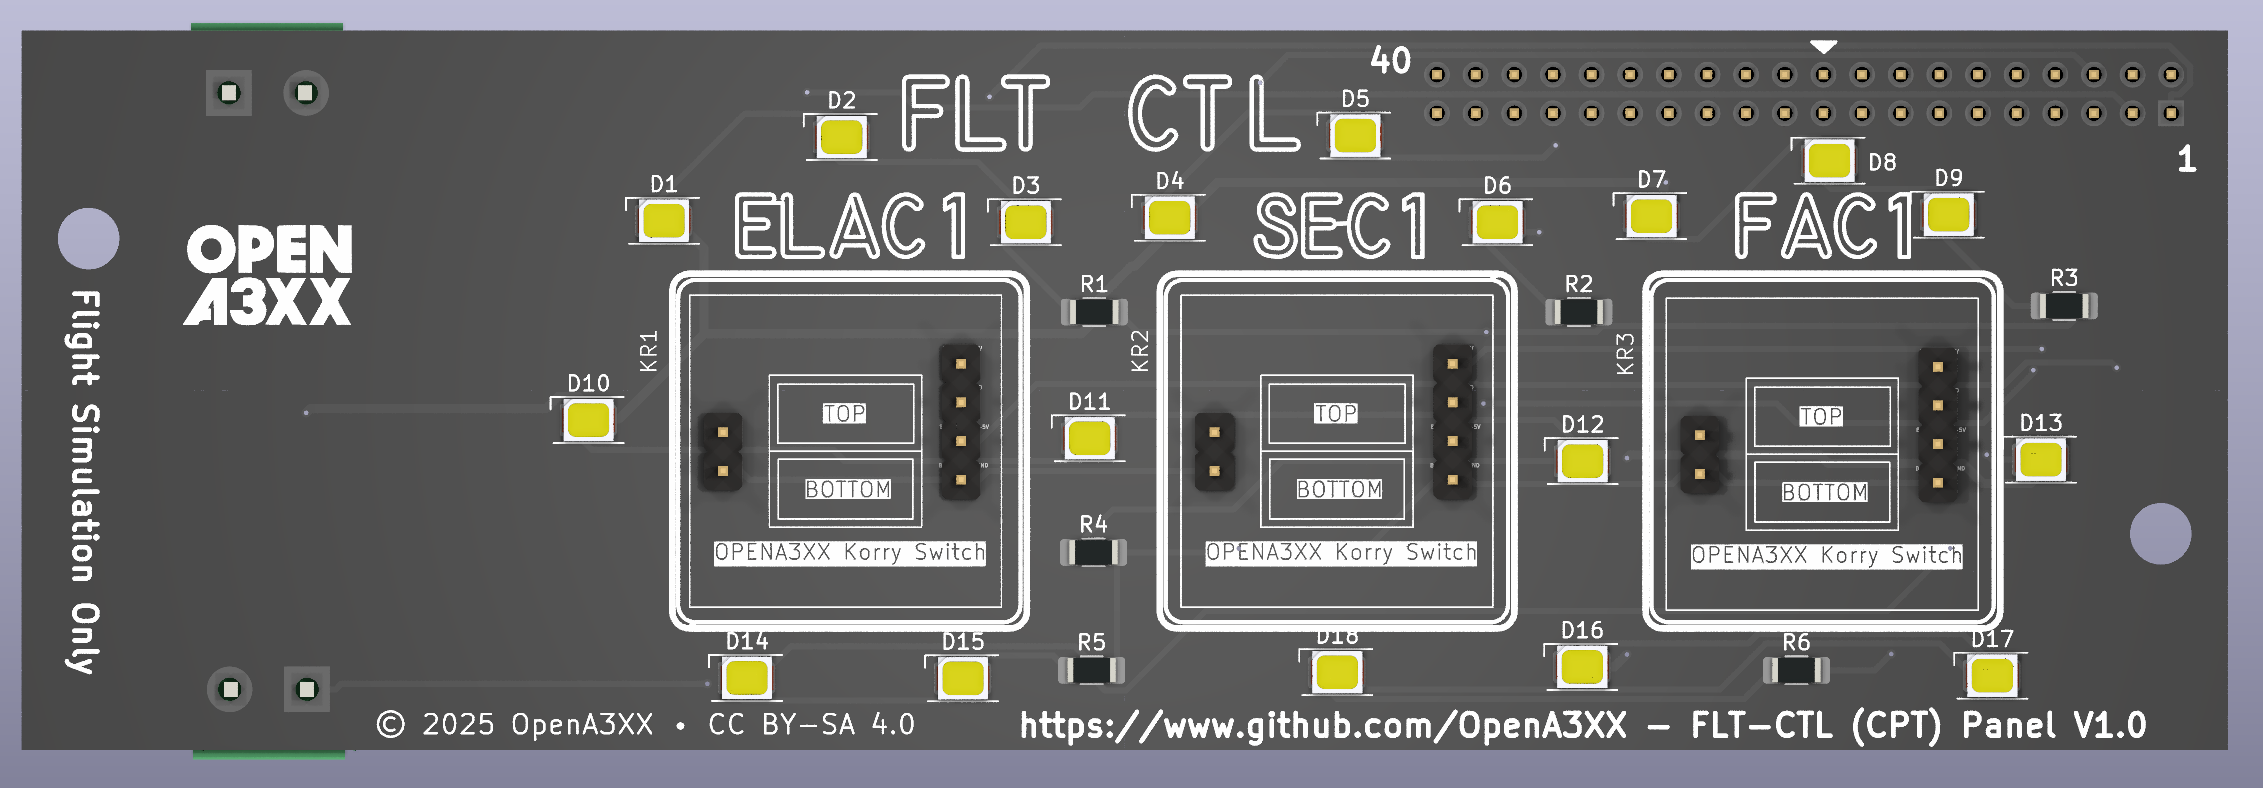 40
FLT CTL
D2
D5
D8
1
D1
D3
D4
D6
D7
D9
ELAC1
SEC1
FAC1
OPEN
A3XX
Flight Simulation Only
R1
R2
R3
KR1
KR2
KR3
D10
D11
D12
D13
TOP
TOP
TOP
BOTTOM
BOTTOM
BOTTOM
R4
OPENA3XX Korry Switch
OPENA3XX Korry Switch
OPENA3XX Korry Switch
D14
D15
R5
D18
D16
R6
D17
© 2025 OpenA3XX • CC BY-SA 4.0
https://www.github.com/OpenA3XX - FLT-CTL (CPT) Panel V1.0